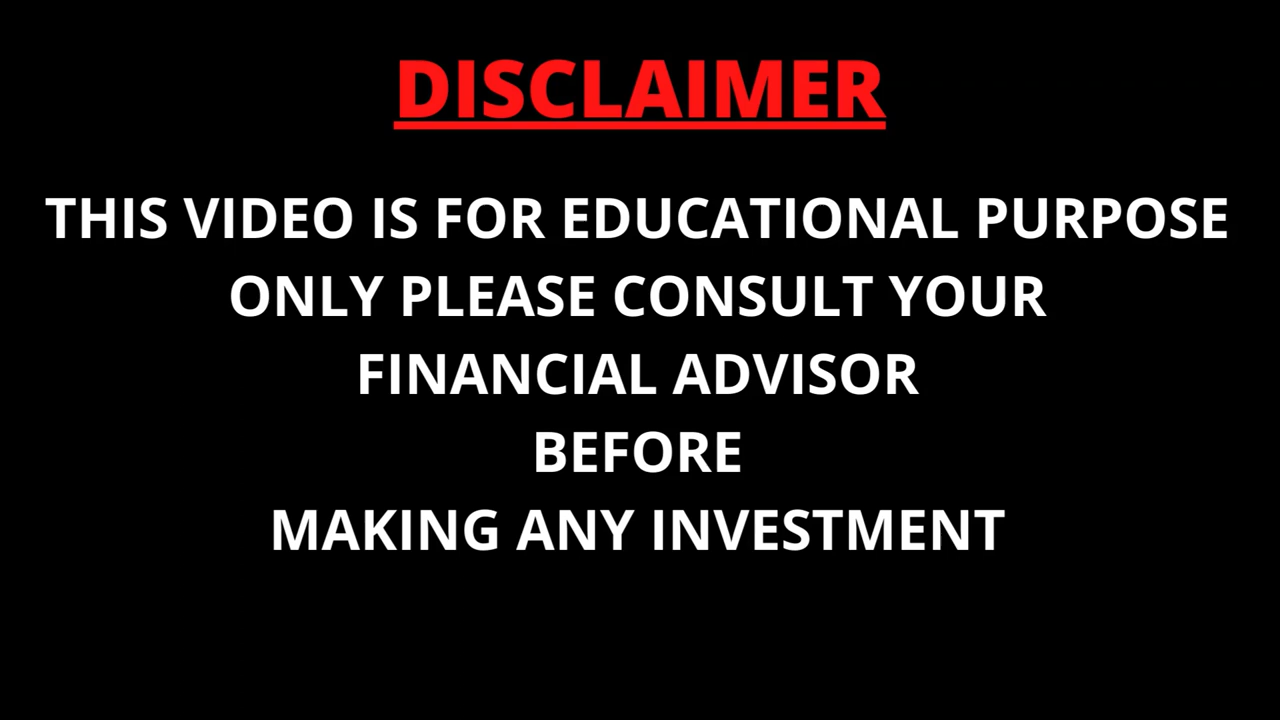 DISCLAIMER
THIS VIDEO IS FOR EDUCATIONAL PURPOSE
ONLY PLEASE CONSULT YOUR
FINANCIAL ADVISOR
BEFORE
MAKING ANY INVESTMENT